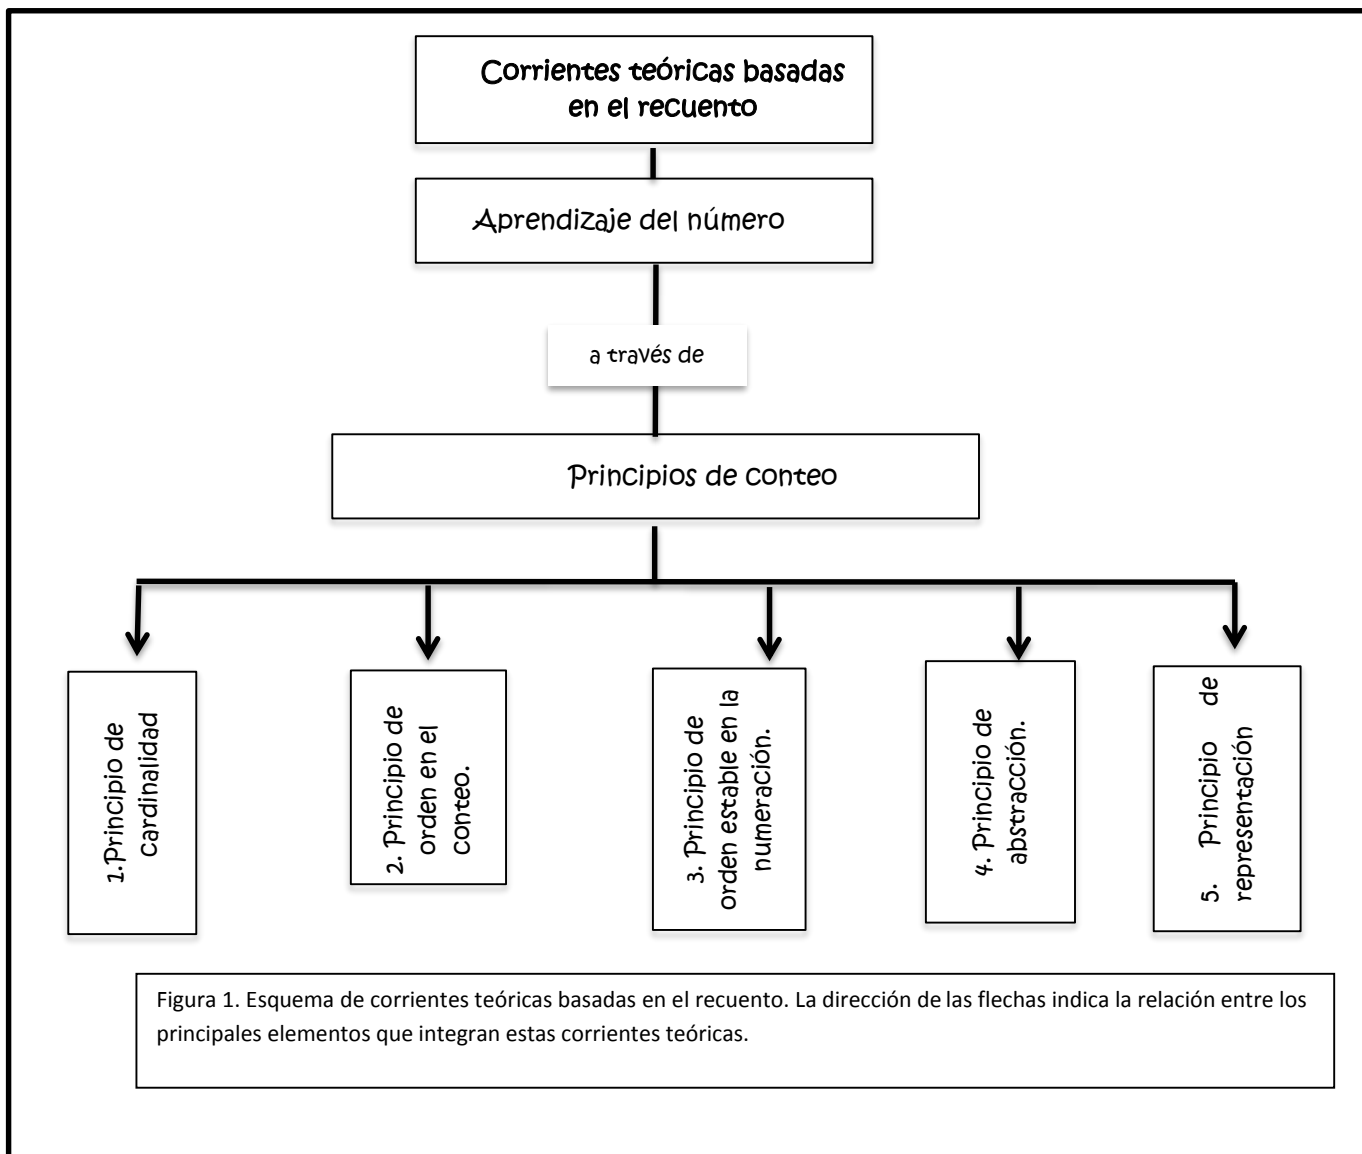 Corrientes teóricas basadas
en el recuento
Aprendizaje del número
a través de
Principios de conteo
1.Principio de
cardinalidad
2. Principio de
orden en el
conteo.
3. Principio de
orden estable en la
numeración.
4. Principio de
abstracción.
5. Principio de
representación
Figura 1. Esquema de corrientes teóricas basadas en el recuento. La dirección de las flechas indica la relación entre los
principales elementos que integran estas corrientes teóricas.